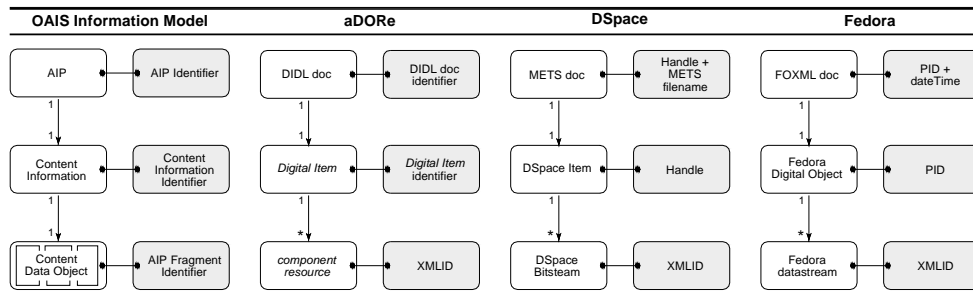 OAIS Information Model
aDORe
DSpace
Fedora
AIP
AIP Identifier
DIDL doc
DIDL doc
identifier
METS doc
Handle +
METS
filename
FOXML doc
PID +
dateTime
1
1
1
1
1
1
1
1
Content
Information
Content
Information
Identifier
Digital Item
Digital Item
identifier
DSpace Item
Handle
Fedora
Digital Object
PID
1
1
1
1
1
*
*
*
Content
Data Object
AIP Fragment
Identifier
component
resource
XMLID
DSpace
Bitsteam
XMLID
Fedora
datastream
XMLID